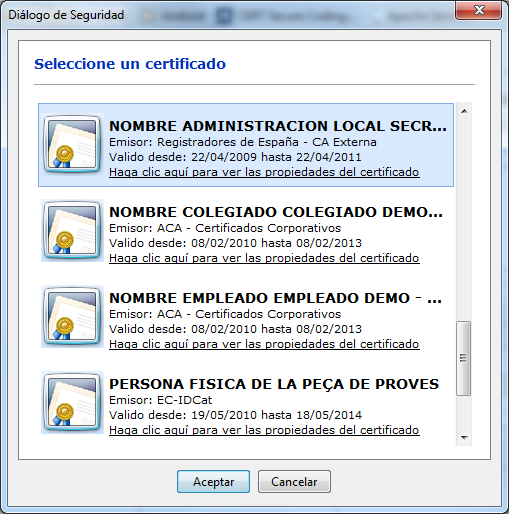 Diálogo de Seguridad
Seleccione un certificado
NOMBRE ADMINISTRACION LOCAL SECR...
Emisor: Registradores de España - CA Externa
Valido desde: 22/04/2009 hasta 22/04/2011
Haga clic aquí para ver las propiedades del certificado
NOMBRE COLEGIADO COLEGIADO DEMO...
Emisor: ACA - Certificados Corporativos
Valido desde: 08/02/2010 hasta 08/02/2013
Haga clic aquí para ver las propiedades del certificado
NOMBRE EMPLEADO EMPLEADO DEMO - ...
Emisor: ACA - Certificados Corporativos
Valido desde: 08/02/2010 hasta 08/02/2013
Haga clic aquí para ver las propiedades del certificado
PERSONA FISICA DE LA PEÇA DE PROVES
Emisor: EC-IDCat
Valido desde: 19/05/2010 hasta 18/05/2014
Haga clic aquí para ver las propiedades del certificado
Aceptar
Cancelar